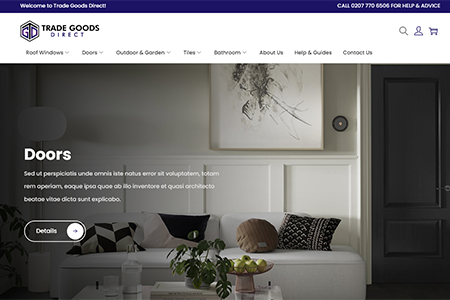 Welcome to Trade Goods Direct!
CALL 0207 770 6506 FOR HELP & ADVICE
TRADE GOODS
DIRECT
Roof Windows Doors Outdoor & Garden Tiles Bathroom About Us Help & Guides Contact Us
Doors
Sed ut perspiciatis unde omnis iste natus error sit voluptatem, totam
rem aperiam, eaque ipsa quae ab illo inventore et quasi architecto
beatae vitae dicta sunt explicabo.
Details